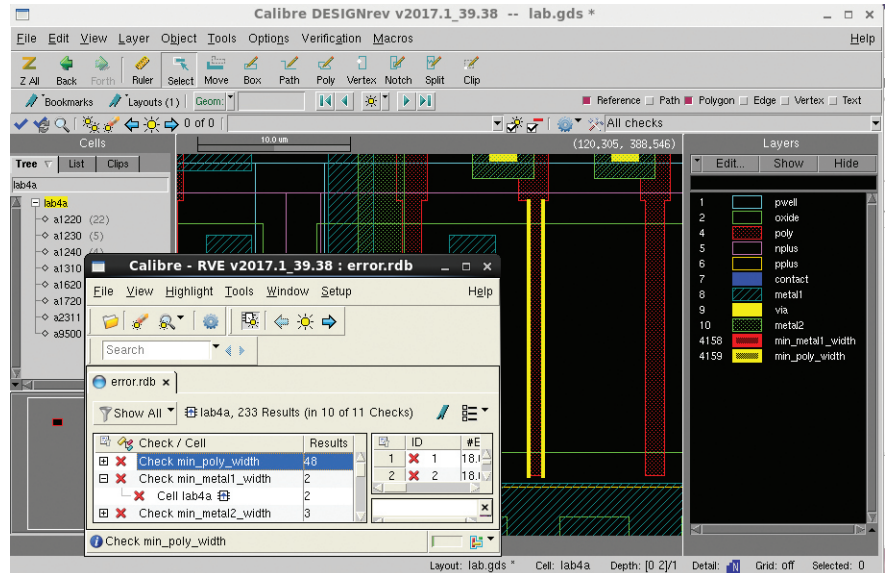 Calibre DESIGNrev v2017.1_39.38 -- lab.gds *
File Edit View Layer Object Tools Options Verification Macros Help
Z All Back Forth Ruler Select Move Box Path Poly Vertex Notch Split Clip
Bookmarks Layouts (1) Geom: Reference Path Polygon Edge Vertex Text
0 of 0 All checks
Cells 10.0 um (120.305, 388.546) Layers
Tree List Clips Edit... Show Hide
lab4a
lab4a
a1220 (22)
a1230 (5)
a1240 (4)
a1310
a1620
a1720
a2311
a9500
1 pwell
2 oxide
4 poly
5 nplus
6 pplus
7 contact
8 metal1
9 via
10 metal2
4158 min_metal1_width
4159 min_poly_width
Calibre - RVE v2017.1_39.38 : error.rdb
File View Highlight Tools Window Setup Help
Search
error.rdb
Show All lab4a, 233 Results (in 10 of 11 Checks)
Check / Cell Results ID
Check min_poly_width 48 1 1
Check min_metal1_width 2 2 2
Cell lab4a 2
Check min_metal2_width 3
Check min_poly_width
Layout: lab.gds * Cell: lab4a Depth: [0 2]/1 Detail: Grid: off Selected: 0